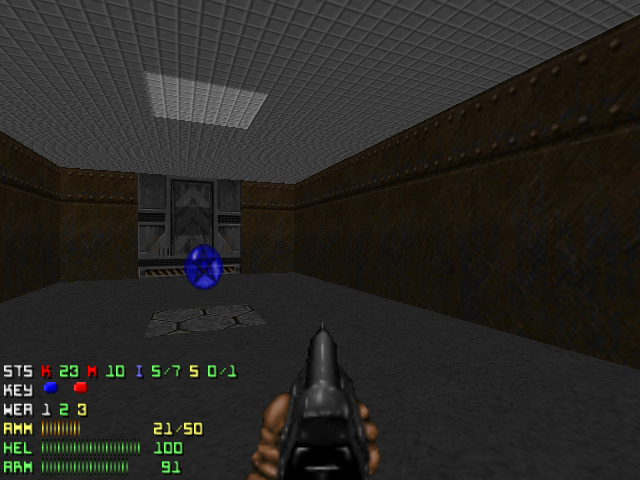 STS K 23 M 10 I 5/7 S 0/1
KEY
WEA 1 2 3
AMM 21/50
HEL 100
ARM 91